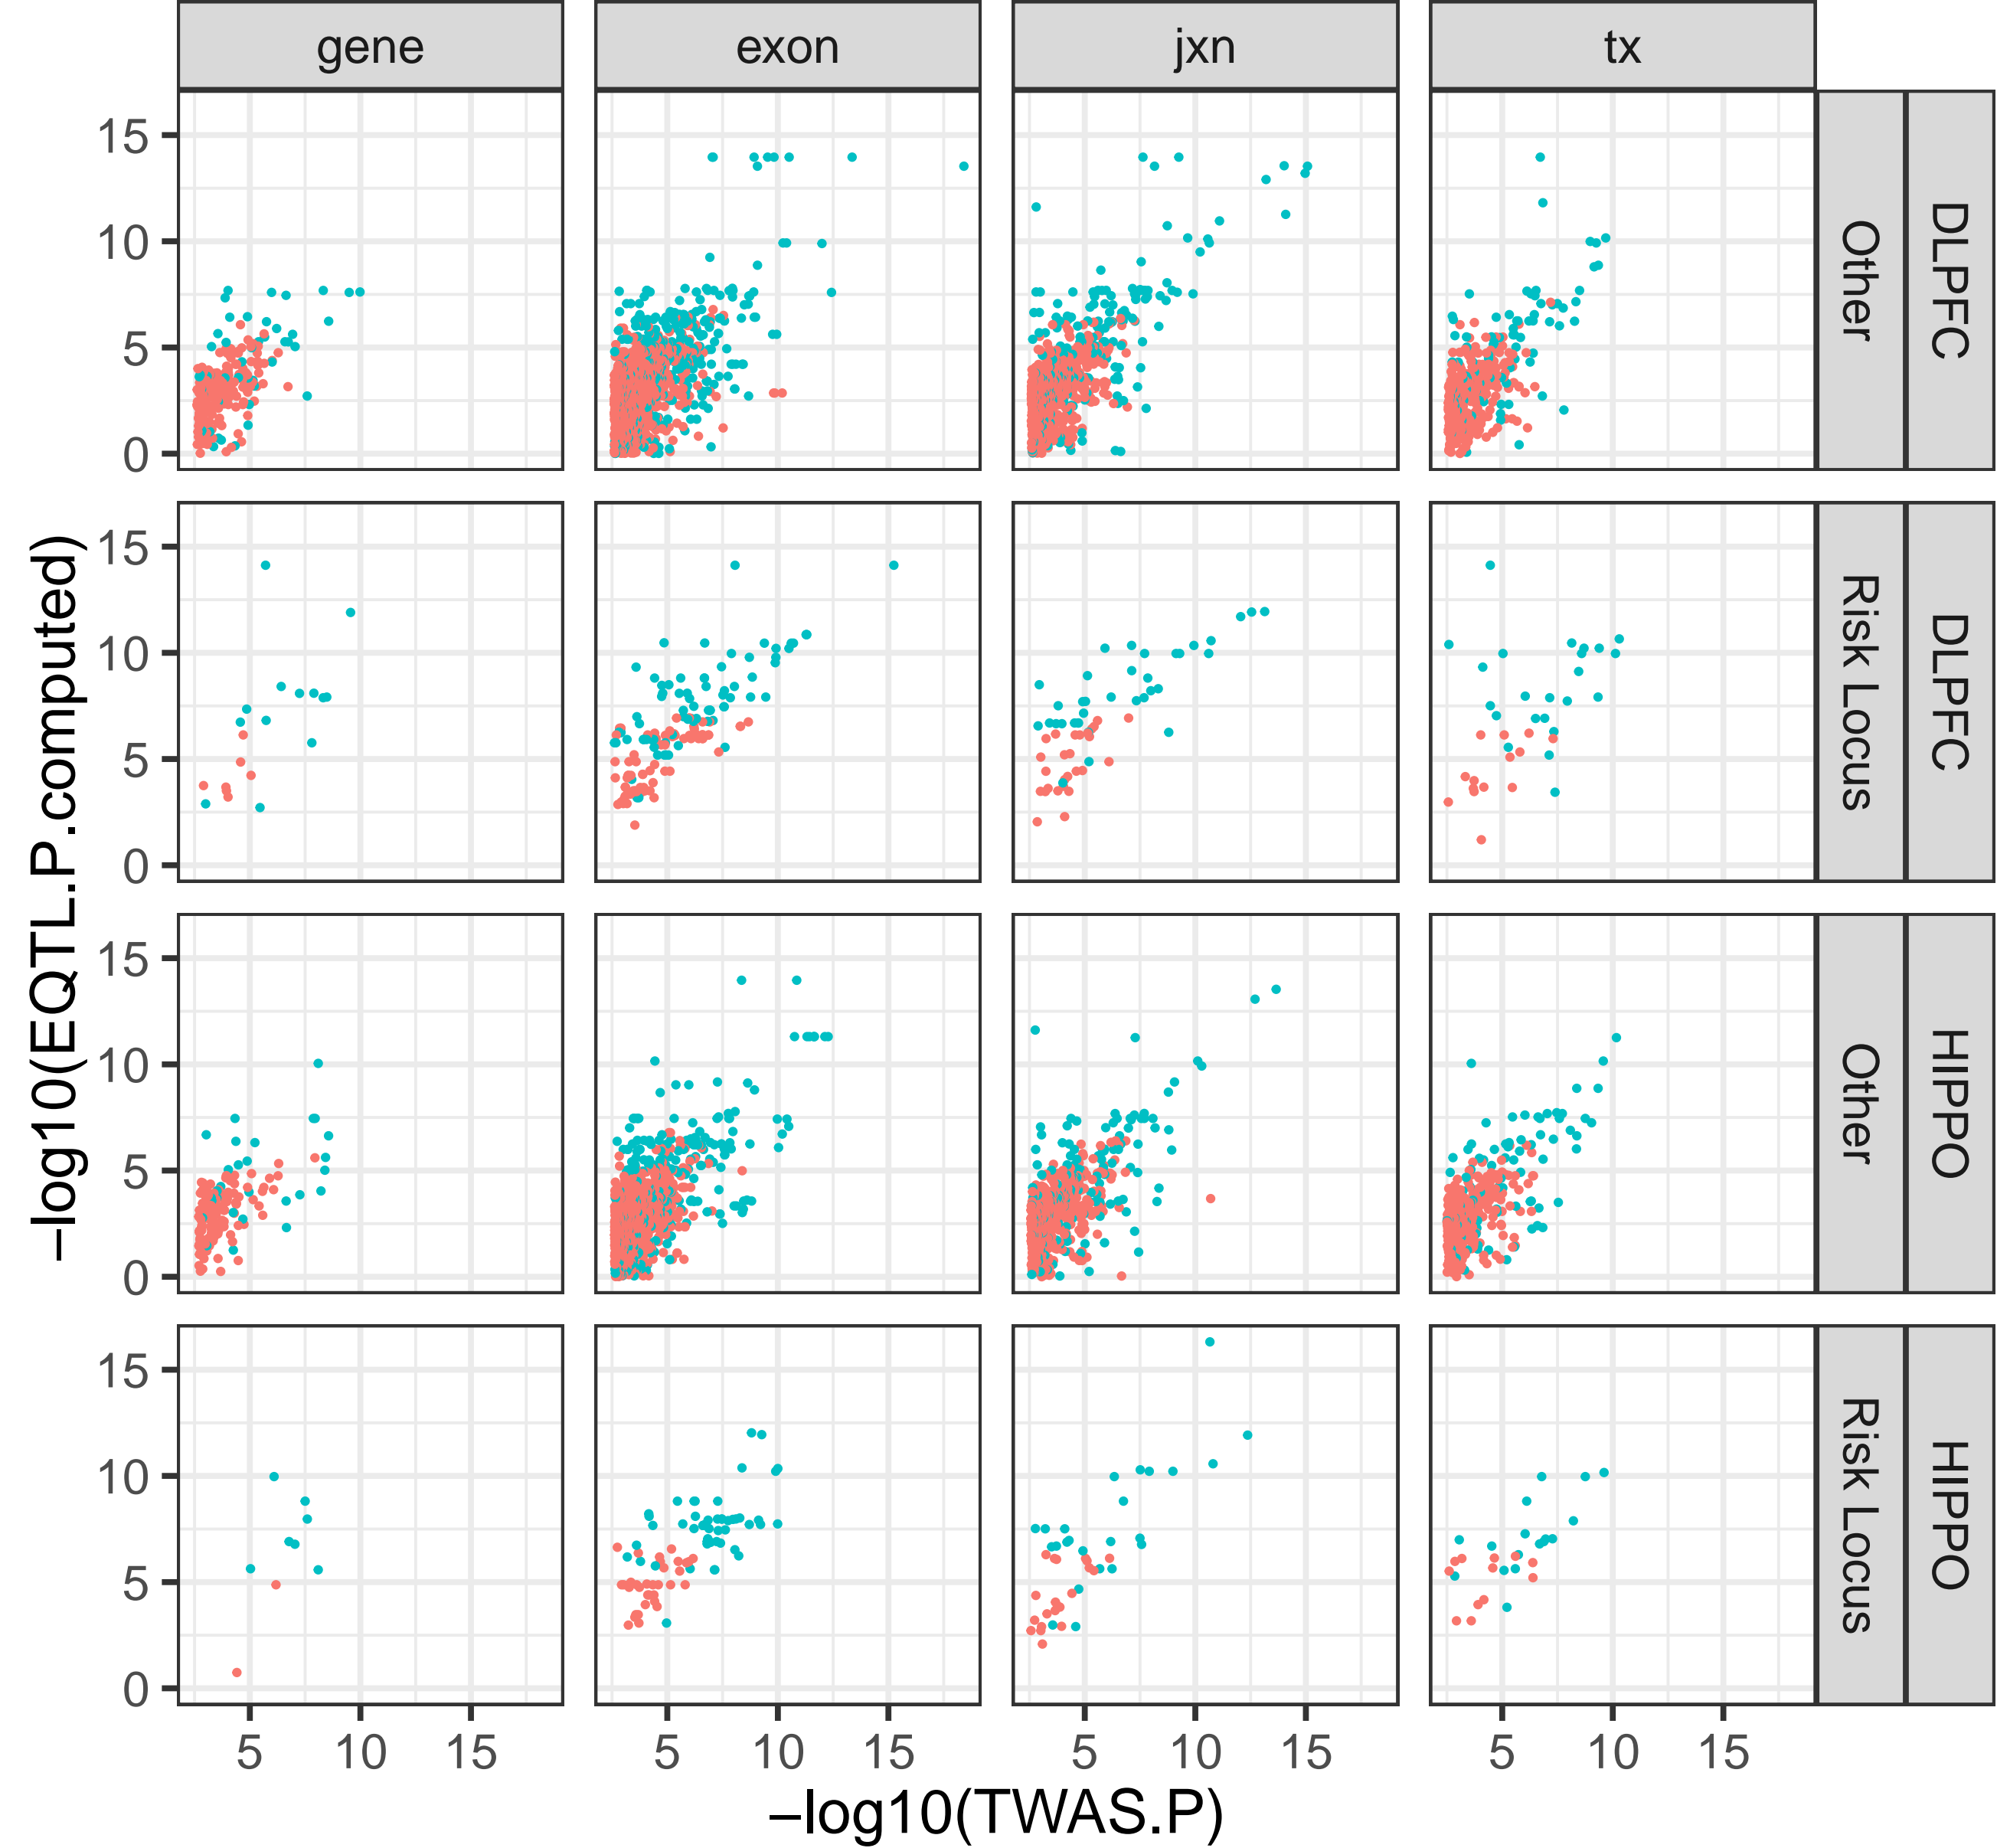 gene exon jxn tx
15
10
5
0
Other
DLPFC
15
10
5
0
Risk Locus
DLPFC
15
10
5
0
Other
HIPPO
15
10
5
0
Risk Locus
HIPPO
5 10 15 5 10 15 5 10 15 5 10 15
−log10(TWAS.P)
−log10(EQTL.P.computed)